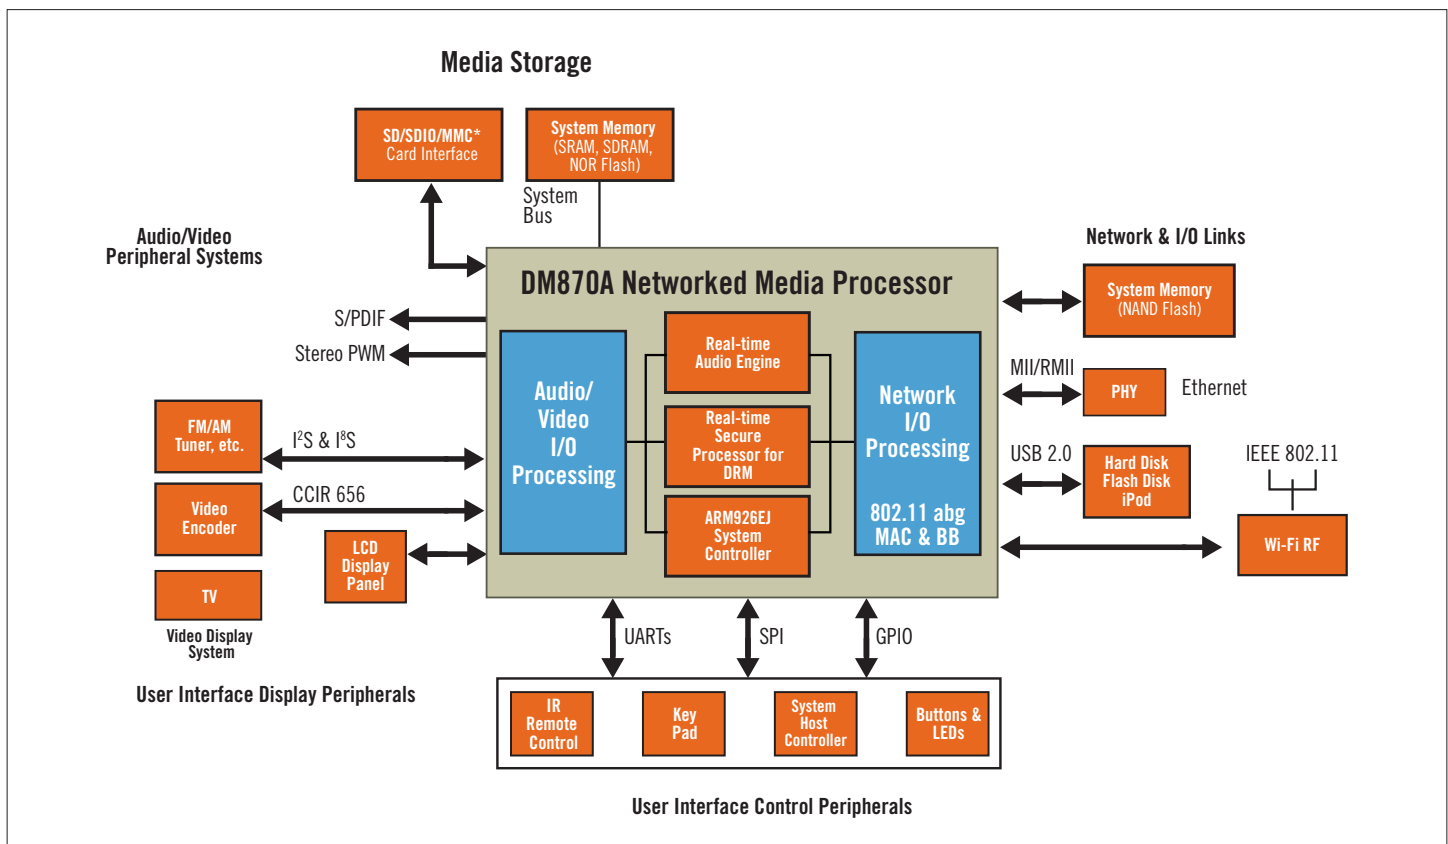 Media Storage
SD/SDIO/MMC*
Card Interface
System Memory
(SRAM, SDRAM,
NOR Flash)
System
Bus
Audio/Video
Peripheral Systems
Network & I/O Links
DM870A Networked Media Processor
System Memory
(NAND Flash)
S/PDIF
Stereo PWM
Real-time
Audio Engine
Audio/
Video
I/O
Processing
Real-time
Secure
Processor for
DRM
ARM926EJ
System
Controller
Network
I/O
Processing
802.11 abg
MAC & BB
MII/RMII
PHY
Ethernet
FM/AM
Tuner, etc.
I²S & I⁸S
USB 2.0
Hard Disk
Flash Disk
iPod
IEEE 802.11
Video
Encoder
CCIR 656
Wi-Fi RF
LCD
Display
Panel
TV
Video Display
System
UARTs
SPI
GPIO
User Interface Display Peripherals
IR
Remote
Control
Key
Pad
System
Host
Controller
Buttons &
LEDs
User Interface Control Peripherals